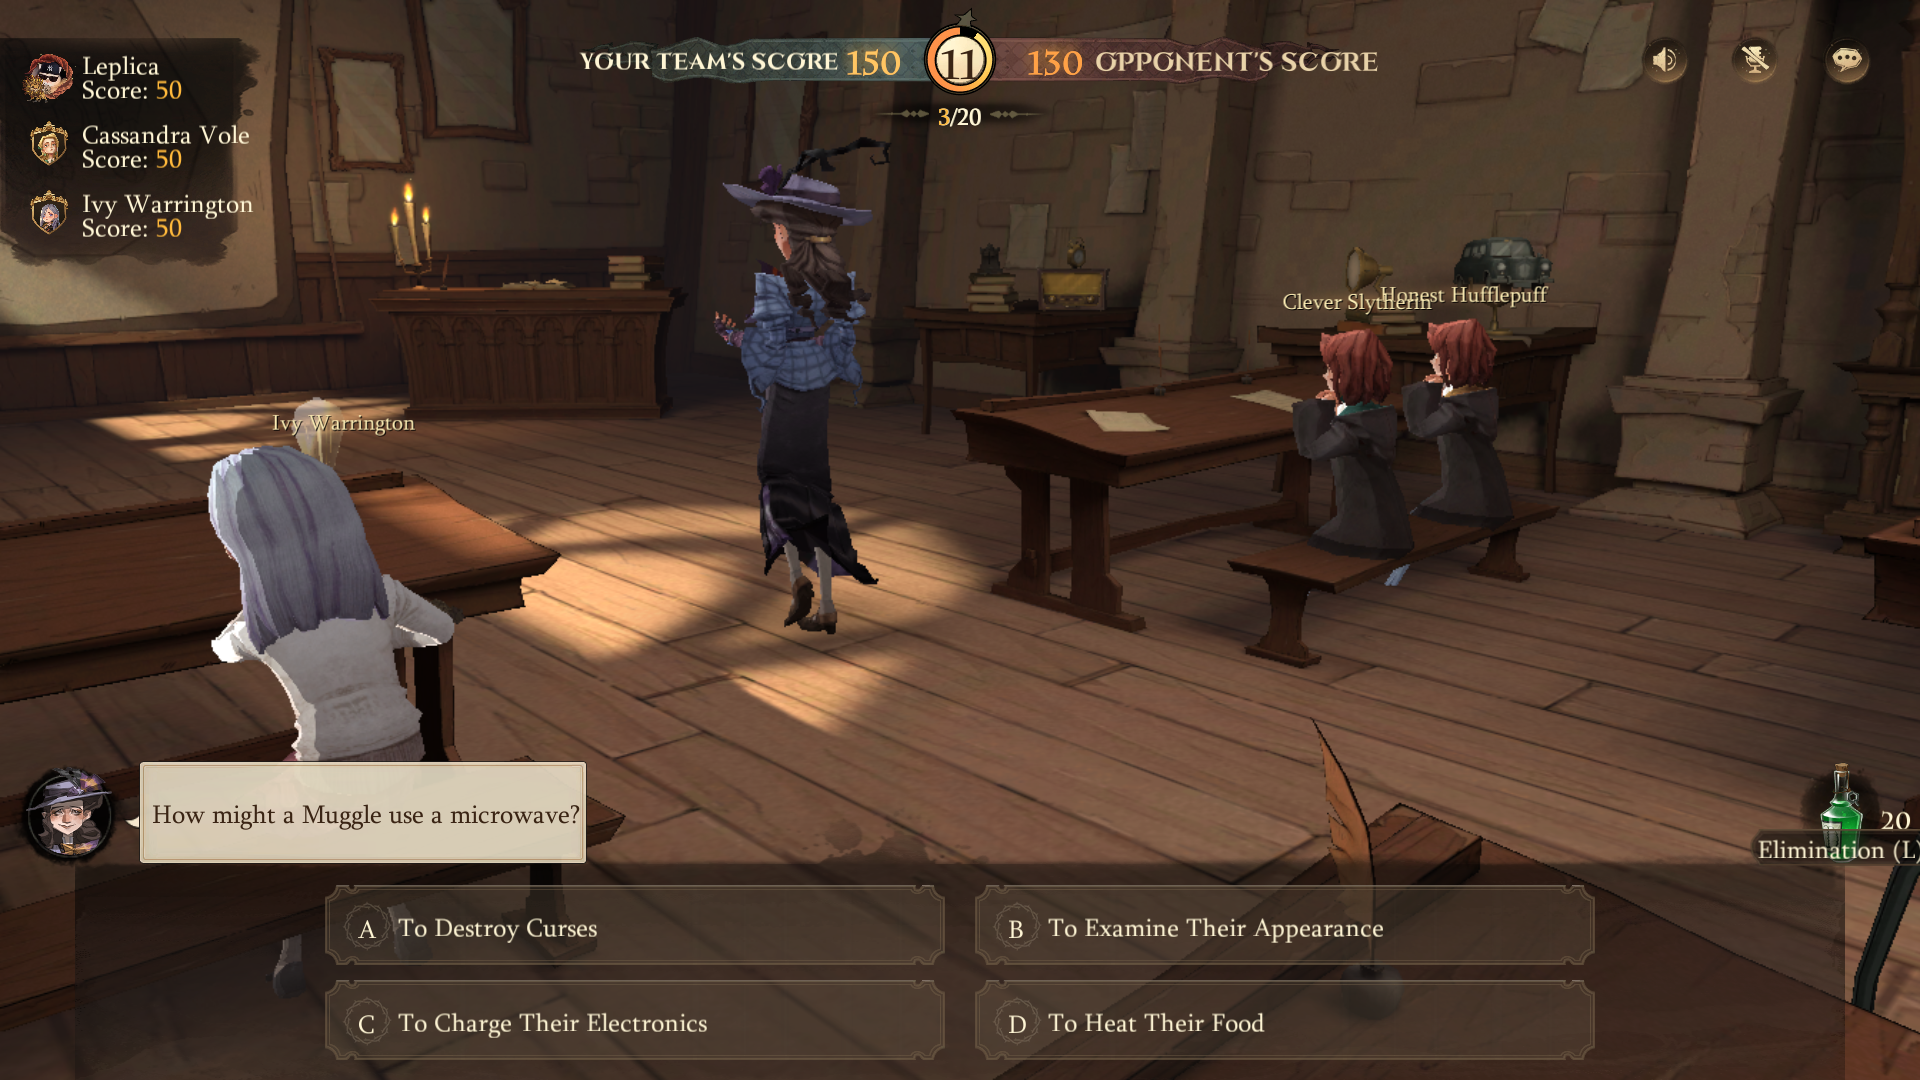 Leplica
Score: 50
Cassandra Vole
Score: 50
Ivy Warrington
Score: 50
YOUR TEAM'S SCORE 150
11
130 OPPONENT'S SCORE
3/20
Clever Slytherin
Honest Hufflepuff
Ivy Warrington
How might a Muggle use a microwave?
20
Elimination (L)
A To Destroy Curses
B To Examine Their Appearance
C To Charge Their Electronics
D To Heat Their Food